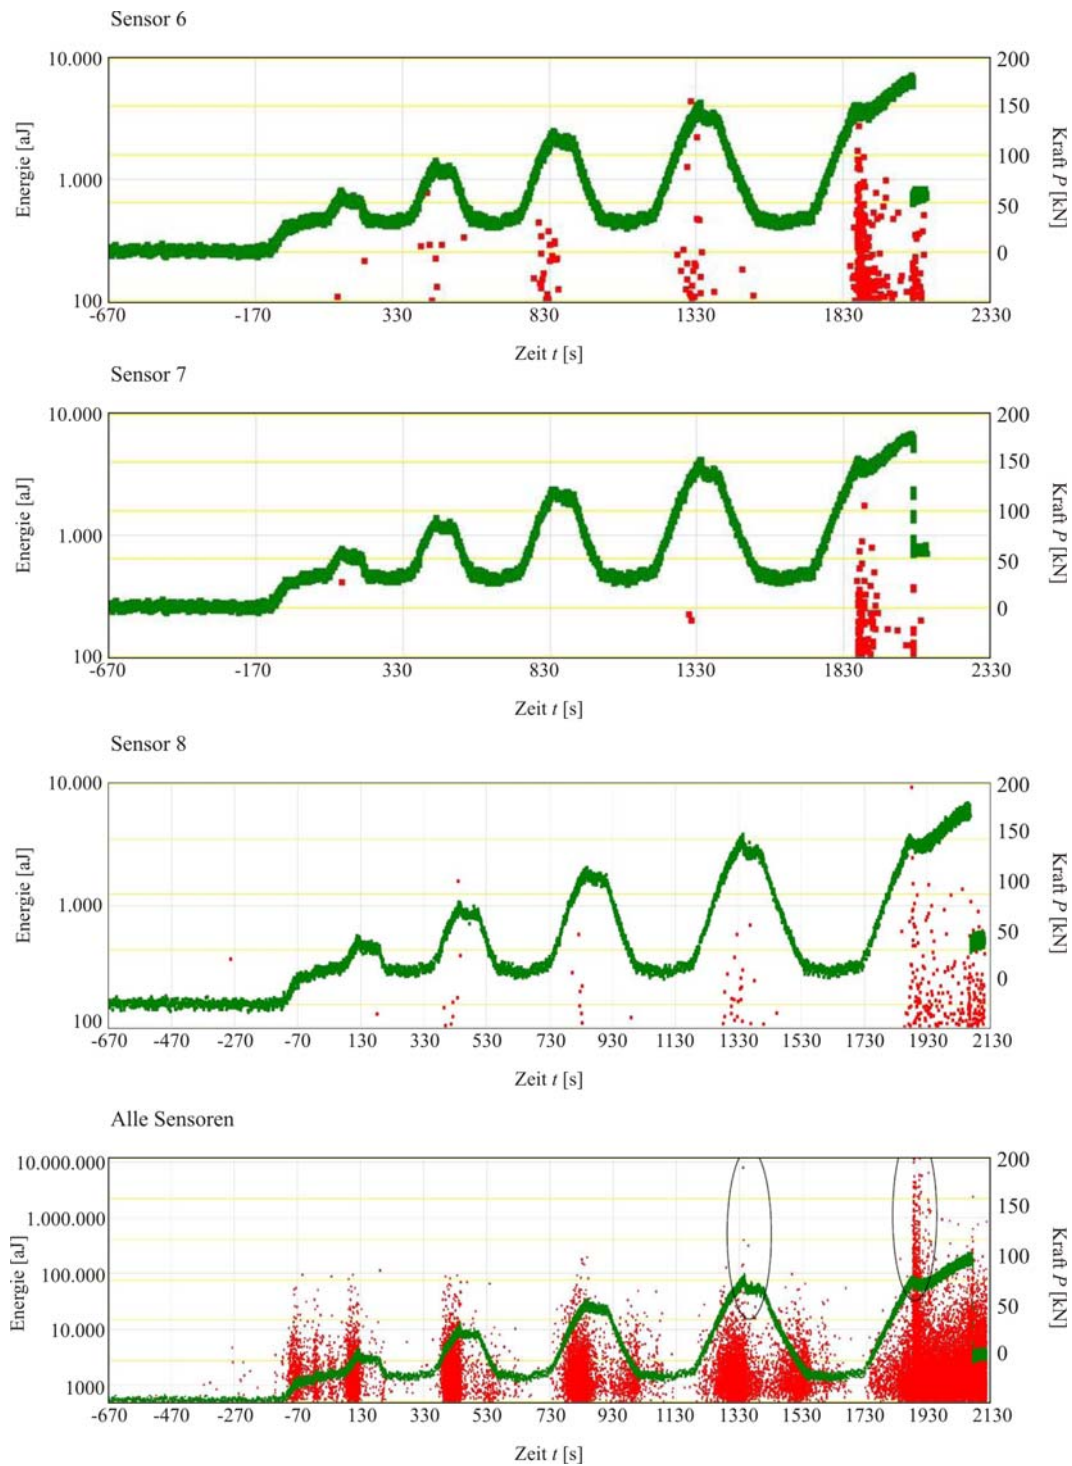 Sensor 6
10.000
1.000
100
Energie [aJ]
200
150
100
50
0
Kraft P [kN]
-670 -170 330 830 1330 1830 2330
Zeit t [s]
Sensor 7
10.000
1.000
100
Energie [aJ]
200
150
100
50
0
Kraft P [kN]
-670 -170 330 830 1330 1830 2330
Zeit t [s]
Sensor 8
10.000
1.000
100
Energie [aJ]
200
150
100
50
0
Kraft P [kN]
-670 -470 -270 -70 130 330 530 730 930 1130 1330 1530 1730 1930 2130
Zeit t [s]
Alle Sensoren
10.000.000
1.000.000
100.000
10.000
1000
Energie [aJ]
200
150
100
50
0
Kraft P [kN]
-670 -470 -270 -70 130 330 530 730 930 1130 1330 1530 1730 1930 2130
Zeit t [s]